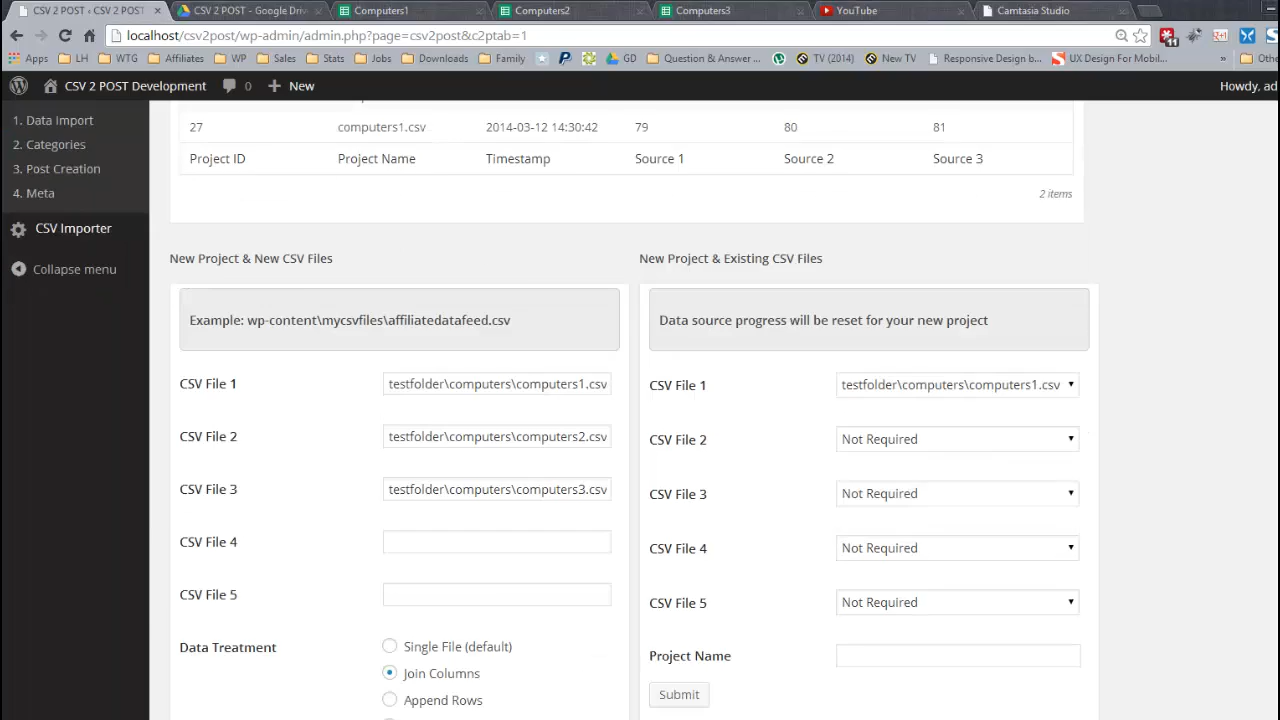 CSV 2 POST ‹ CSV 2 POST
CSV 2 POST - Google Driv
Computers1
Computers2
Computers3
YouTube
Camtasia Studio
localhost/csv2post/wp-admin/admin.php?page=csv2post&c2ptab=1
11
Apps LH WTG Affiliates WP Sales Stats Jobs Downloads Family GD Question & Answer ... TV (2014) New TV Responsive Design b... UX Design For Mobil... » Othe
CSV 2 POST Development 0 New Howdy, ad
1. Data Import
2. Categories
3. Post Creation
4. Meta
CSV Importer
Collapse menu
27 computers1.csv 2014-03-12 14:30:42 79 80 81
Project ID Project Name Timestamp Source 1 Source 2 Source 3
2 items
New Project & New CSV Files
Example: wp-content\mycsvfiles\affiliatedatafeed.csv
CSV File 1 testfolder\computers\computers1.csv
CSV File 2 testfolder\computers\computers2.csv
CSV File 3 testfolder\computers\computers3.csv
CSV File 4
CSV File 5
Data Treatment Single File (default)
Join Columns
Append Rows
New Project & Existing CSV Files
Data source progress will be reset for your new project
CSV File 1 testfolder\computers\computers1.csv
CSV File 2 Not Required
CSV File 3 Not Required
CSV File 4 Not Required
CSV File 5 Not Required
Project Name
Submit